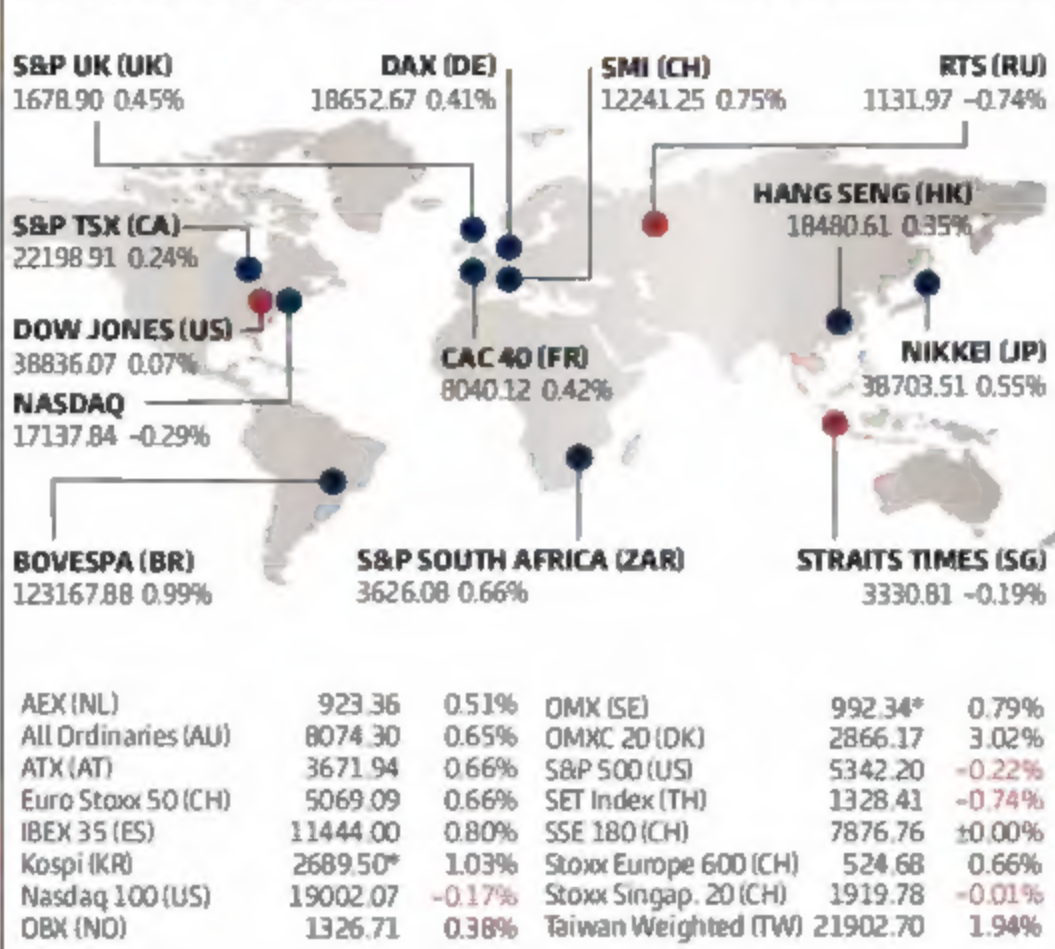 S&P UK (UK)
1678.90 0.45%
DAX (DE)
18652.67 0.41%
SMI (CH)
12241.25 0.75%
RTS (RU)
1131.97 -0.74%
HANG SENG (HK)
18480.61 0.35%
S&P TSX (CA)
22198.91 0.24%
DOW JONES (US)
38836.07 0.07%
CAC 40 (FR)
8040.12 0.42%
NIKKEI (JP)
38703.51 0.55%
NASDAQ
17137.84 -0.29%
BOVESPA (BR)
123167.88 0.99%
S&P SOUTH AFRICA (ZAR)
3626.08 0.66%
STRAITS TIMES (SG)
3330.81 -0.19%
AEX (NL) 923.36 0.51%
All Ordinaries (AU) 8074.30 0.65%
ATX (AT) 3671.94 0.66%
Euro Stoxx 50 (CH) 5069.09 0.66%
IBEX 35 (ES) 11444.00 0.80%
Kospi (KR) 2689.50* 1.03%
Nasdaq 100 (US) 19002.07 -0.17%
OBX (NO) 1326.71 0.38%
OMX (SE) 992.34* 0.79%
OMXC 20 (DK) 2866.17 3.02%
S&P 500 (US) 5342.20 -0.22%
SET Index (TH) 1328.41 -0.74%
SSE 180 (CH) 7876.76 ±0.00%
Stoxx Europe 600 (CH) 524.68 0.66%
Stoxx Singap. 20 (CH) 1919.78 -0.01%
Taiwan Weighted (TW) 21902.70 1.94%